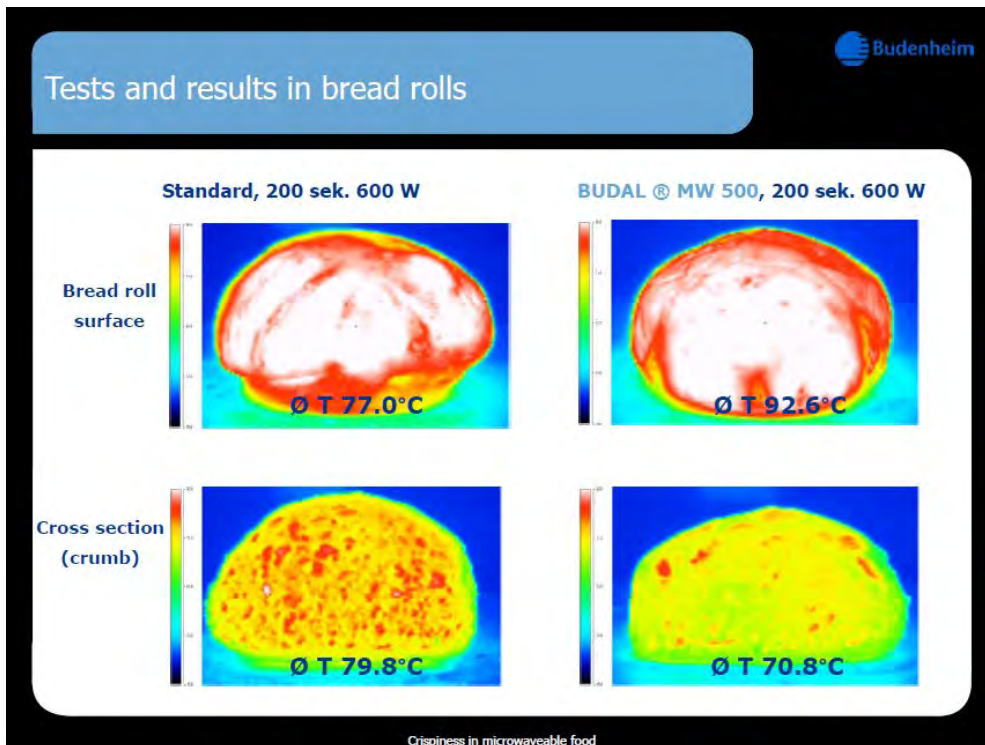 Budenheim
Tests and results in bread rolls
Standard, 200 sek. 600 W
BUDAL ® MW 500, 200 sek. 600 W
Bread roll
surface
Ø T 77.0°C
Ø T 92.6°C
Cross section
(crumb)
Ø T 79.8°C
Ø T 70.8°C
Crispiness in microwaveable food